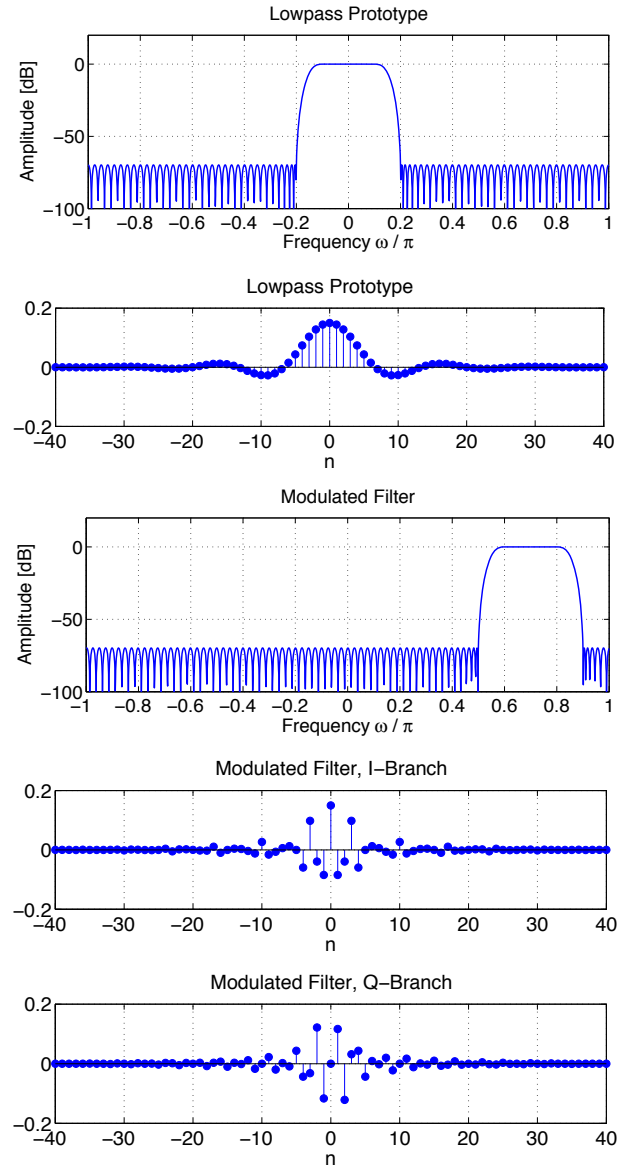 Lowpass Prototype
Amplitude [dB]
0
−50
−100
−1 −0.8 −0.6 −0.4 −0.2 0 0.2 0.4 0.6 0.8 1
Frequency ω / π
Lowpass Prototype
0.2
0
−0.2
−40 −30 −20 −10 0 10 20 30 40
n
Modulated Filter
Amplitude [dB]
0
−50
−100
−1 −0.8 −0.6 −0.4 −0.2 0 0.2 0.4 0.6 0.8 1
Frequency ω / π
Modulated Filter, I−Branch
0.2
0
−0.2
−40 −30 −20 −10 0 10 20 30 40
n
Modulated Filter, Q−Branch
0.2
0
−0.2
−40 −30 −20 −10 0 10 20 30 40
n